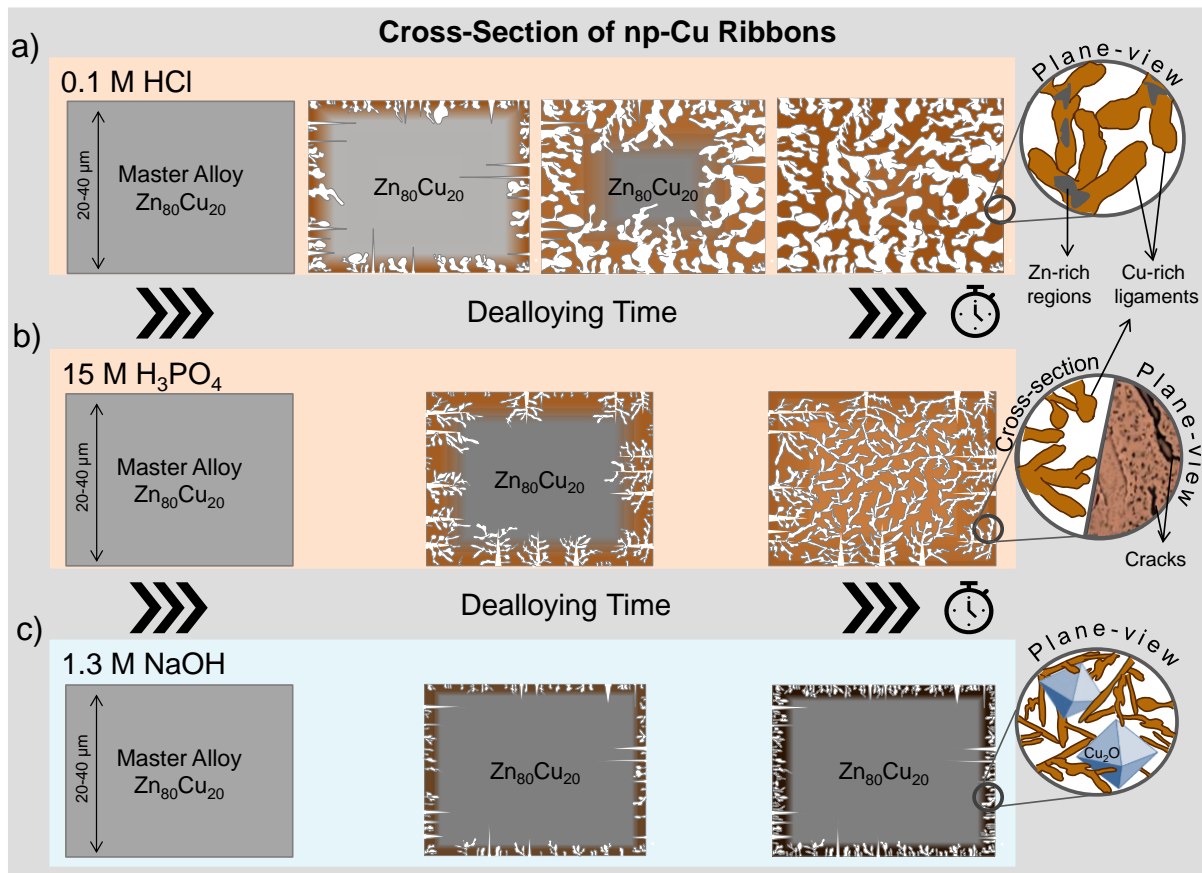 Cross-Section of np-Cu Ribbons
a)
0.1 M HCl
20-40 µm
Master Alloy
Zn₈₀Cu₂₀
Zn₈₀Cu₂₀
Zn₈₀Cu₂₀
Plane-view
Zn-rich
regions
Cu-rich
ligaments
Dealloying Time
b)
15 M H₃PO₄
20-40 µm
Master Alloy
Zn₈₀Cu₂₀
Zn₈₀Cu₂₀
Cross-section
Plane-view
Cracks
Dealloying Time
c)
1.3 M NaOH
20-40 µm
Master Alloy
Zn₈₀Cu₂₀
Zn₈₀Cu₂₀
Zn₈₀Cu₂₀
Plane-view
Cu₂O